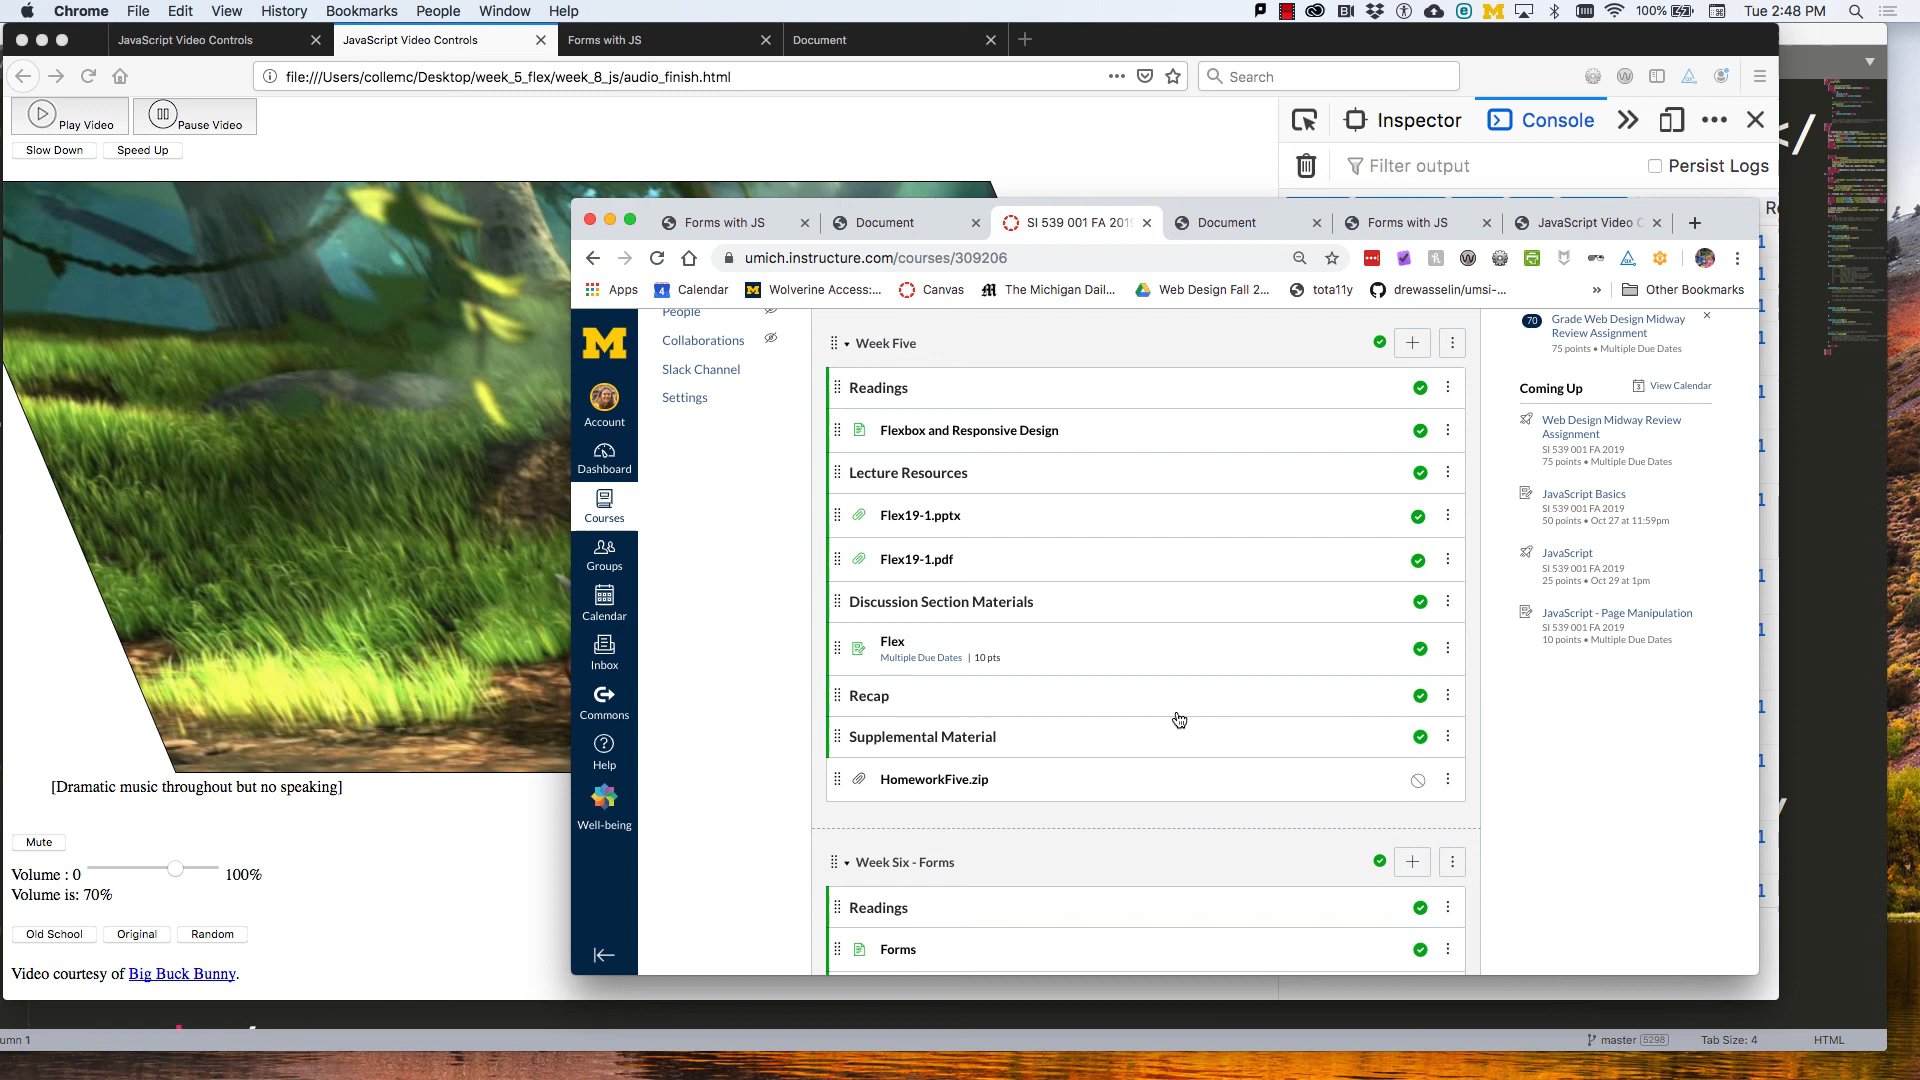 Chrome File Edit View History Bookmarks People Window Help
100% Tue 2:48 PM
JavaScript Video Controls
JavaScript Video Controls
Forms with JS
Document
file:///Users/collemc/Desktop/week_5_flex/week_8_js/audio_finish.html
Search
Play Video
Pause Video
Slow Down
Speed Up
Inspector
Console
Filter output
Persist Logs
Forms with JS
Document
SI 539 001 FA 2019
Document
Forms with JS
JavaScript Video C
umich.instructure.com/courses/309206
Apps
Calendar
Wolverine Access:...
Canvas
The Michigan Dail...
Web Design Fall 2...
tota11y
drewasselin/umsi-...
Other Bookmarks
M
Account
Dashboard
Courses
Groups
Calendar
Inbox
Commons
Help
Well-being
People
Collaborations
Slack Channel
Settings
Week Five
Readings
Flexbox and Responsive Design
Lecture Resources
Flex19-1.pptx
Flex19-1.pdf
Discussion Section Materials
Flex
Multiple Due Dates | 10 pts
Recap
Supplemental Material
HomeworkFive.zip
Week Six - Forms
Readings
Forms
70 Grade Web Design Midway
Review Assignment
75 points • Multiple Due Dates
Coming Up
View Calendar
Web Design Midway Review
Assignment
SI 539 001 FA 2019
75 points • Multiple Due Dates
JavaScript Basics
SI 539 001 FA 2019
50 points • Oct 27 at 11:59pm
JavaScript
SI 539 001 FA 2019
25 points • Oct 29 at 1pm
JavaScript - Page Manipulation
SI 539 001 FA 2019
10 points • Multiple Due Dates
[Dramatic music throughout but no speaking]
Mute
Volume : 0 100%
Volume is: 70%
Old School
Original
Random
Video courtesy of Big Buck Bunny.
umn 1
master 5298
Tab Size: 4
HTML